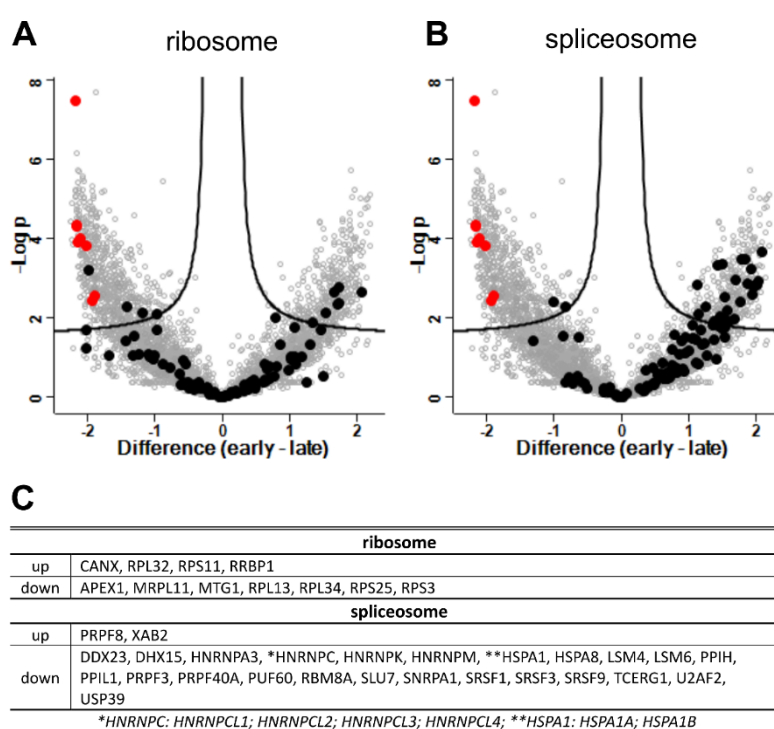 A
ribosome
B
spliceosome
8
6
4
2
0
-Log p
-2 -1 0 1 2
Difference (early - late)
8
6
4
2
0
-Log p
-2 -1 0 1 2
Difference (early - late)
C
ribosome
up CANX, RPL32, RPS11, RRBP1
down APEX1, MRPL11, MTG1, RPL13, RPL34, RPS25, RPS3
spliceosome
up PRPF8, XAB2
down DDX23, DHX15, HNRNPA3, *HNRNPC, HNRNPK, HNRNPM, **HSPA1, HSPA8, LSM4, LSM6, PPIH,
PPIL1, PRPF3, PRPF40A, PUF60, RBM8A, SLU7, SNRPA1, SRSF1, SRSF3, SRSF9, TCERG1, U2AF2,
USP39
*HNRNPC: HNRNPCL1; HNRNPCL2; HNRNPCL3; HNRNPCL4; **HSPA1: HSPA1A; HSPA1B